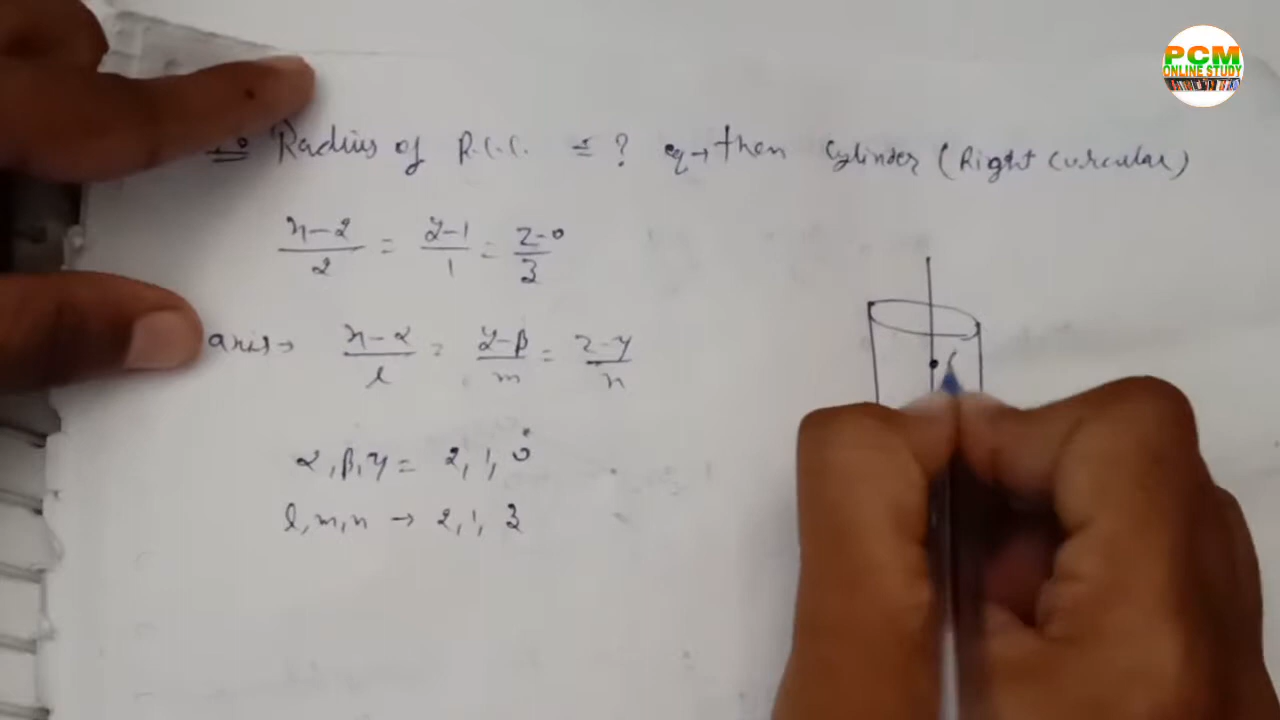 PCM
ONLINE STUDY
Radius of R.C.C. = ? eq→ then Cylinder (Right Curcular)
x-2/2 = y-1/1 = z-0/3
axis→ x-α/l = y-β/m = z-γ/n
α, β, γ = 2, 1, 0
l, m, n → 2, 1, 3